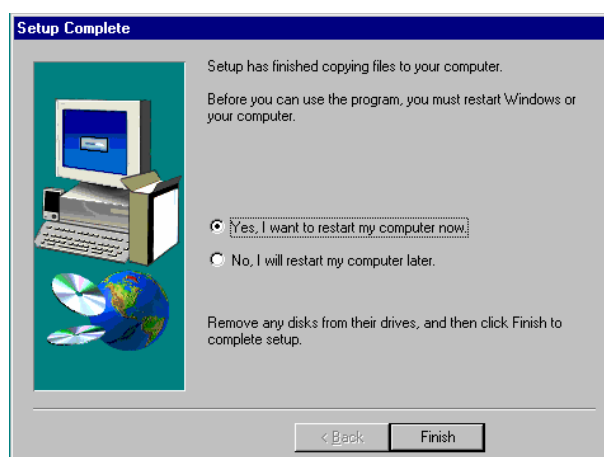 Setup Complete
Setup has finished copying files to your computer.
Before you can use the program, you must restart Windows or
your computer.
Yes, I want to restart my computer now.
No, I will restart my computer later.
Remove any disks from their drives, and then click Finish to
complete setup.
< Back
Finish